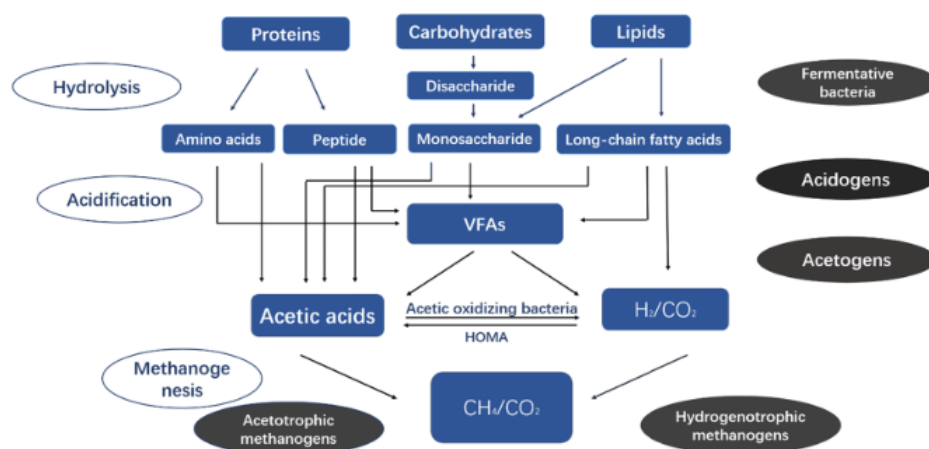 Proteins
Carbohydrates
Lipids
Hydrolysis
Disaccharide
Fermentative
bacteria
Amino acids
Peptide
Monosaccharide
Long-chain fatty acids
Acidification
Acidogens
VFAs
Acetogens
Acetic acids
Acetic oxidizing bacteria
HOMA
H₂/CO₂
Methanoge
nesis
Acetotrophic
methanogens
CH₄/CO₂
Hydrogenotrophic
methanogens